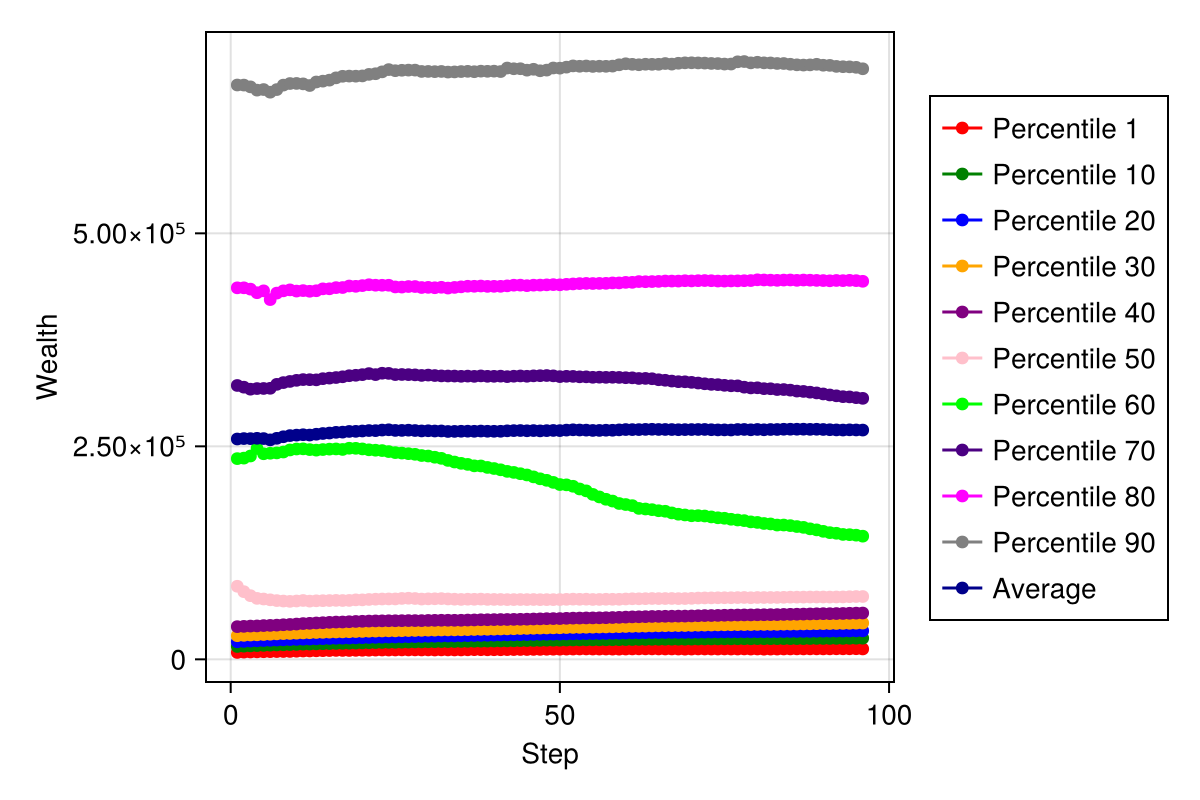 Wealth
5.00×10⁵
2.50×10⁵
0
0
50
100
Step
Percentile 1
Percentile 10
Percentile 20
Percentile 30
Percentile 40
Percentile 50
Percentile 60
Percentile 70
Percentile 80
Percentile 90
Average